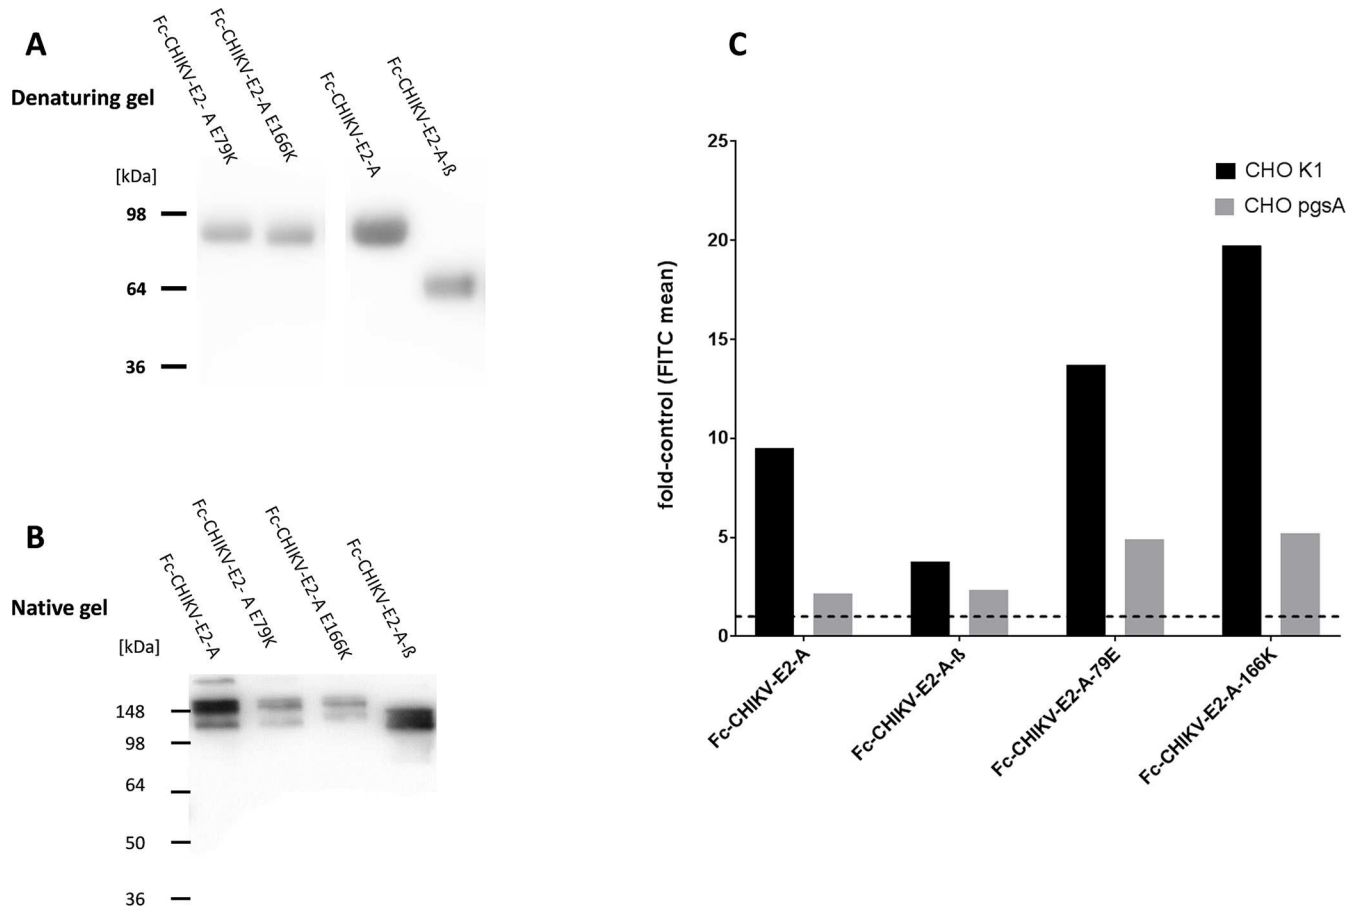 A
Denaturing gel
Fc-CHIKV-E2- A E79K
Fc-CHIKV-E2-A E166K
Fc-CHIKV-E2-A
Fc-CHIKV-E2-A-ß
[kDa]
98
64
36
B
Native gel
Fc-CHIKV-E2-A
Fc-CHIKV-E2- A E79K
Fc-CHIKV-E2-A E166K
Fc-CHIKV-E2-A-ß
[kDa]
148
98
64
50
36
C
fold-control (FITC mean)
25
20
15
10
5
0
CHO K1
CHO pgsA
Fc-CHIKV-E2-A
Fc-CHIKV-E2-A-ß
Fc-CHIKV-E2-A-79E
Fc-CHIKV-E2-A-166K